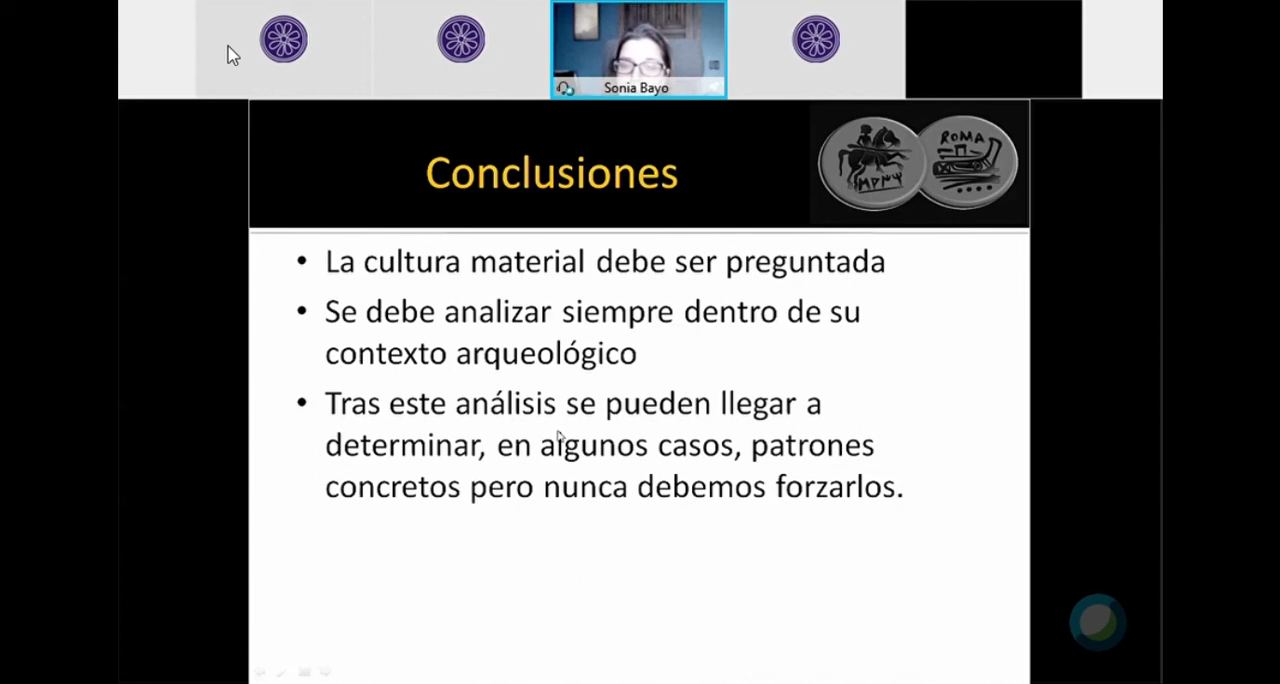 Sonia Bayo
Conclusiones
ROMA
• La cultura material debe ser preguntada
• Se debe analizar siempre dentro de su
contexto arqueológico
• Tras este análisis se pueden llegar a
determinar, en algunos casos, patrones
concretos pero nunca debemos forzarlos.